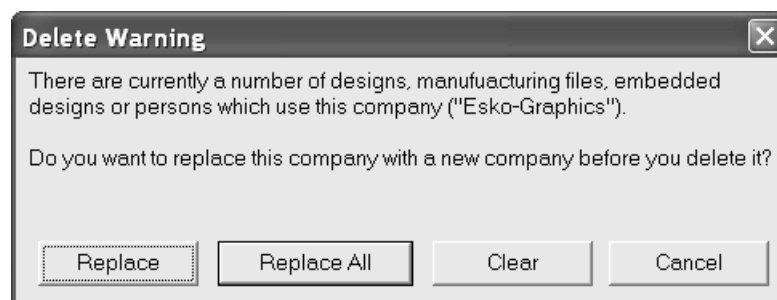 Delete Warning
There are currently a number of designs, manufuacturing files, embedded
designs or persons which use this company ("Esko-Graphics").
Do you want to replace this company with a new company before you delete it?
Replace Replace All Clear Cancel